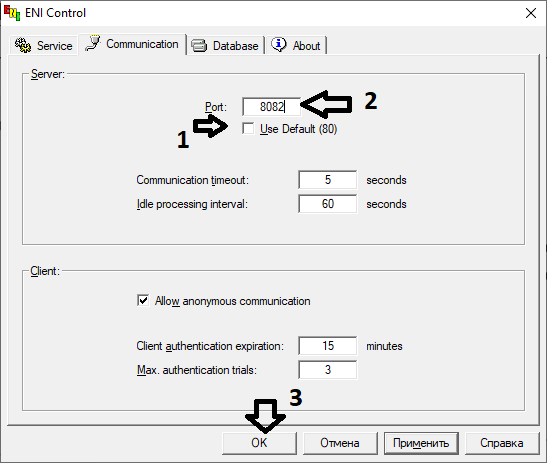 ENI Control
Service
Communication
Database
About
Server:
Port:
8082
2
1
Use Default (80)
Communication timeout:
5
seconds
Idle processing interval:
60
seconds
Client:
Allow anonymous communication
Client authentication expiration:
15
minutes
Max. authentication trials:
3
3
OK
Отмена
Применить
Справка